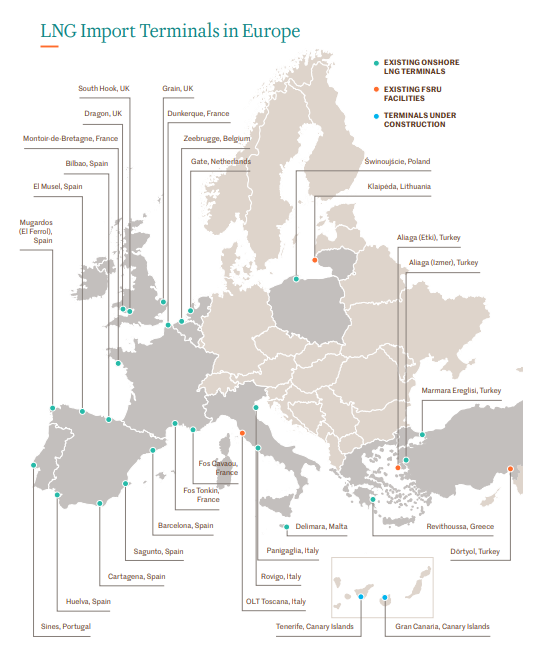 LNG Import Terminals in Europe
EXISTING ONSHORE
LNG TERMINALS
EXISTING FSRU
FACILITIES
TERMINALS UNDER
CONSTRUCTION
South Hook, UK
Grain, UK
Dragon, UK
Dunkerque, France
Montoir-de-Bretagne, France
Zeebrugge, Belgium
Bilbao, Spain
Gate, Netherlands
Świnoujście, Poland
El Musel, Spain
Klaipėda, Lithuania
Mugardos
(El Ferrol),
Spain
Aliaga (Etki), Turkey
Aliaga (Izmer), Turkey
Marmara Ereglisi, Turkey
Fos Cavaou,
France
Fos Tonkin,
France
Barcelona, Spain
Delimara, Malta
Revithoussa, Greece
Sagunto, Spain
Panigaglia, Italy
Dörtyol, Turkey
Cartagena, Spain
Rovigo, Italy
Huelva, Spain
OLT Toscana, Italy
Sines, Portugal
Tenerife, Canary Islands
Gran Canaria, Canary Islands